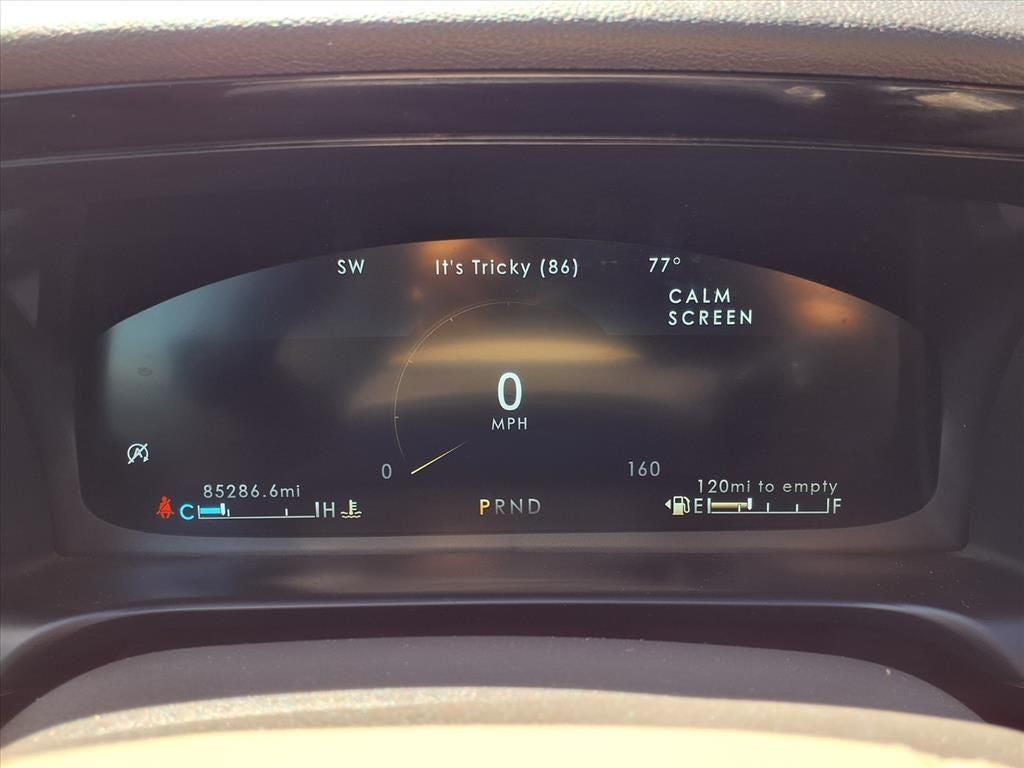 SW It's Tricky (86) 77°
CALM
SCREEN
0
MPH
0 160
85286.6mi 120mi to empty
C H PRND E F